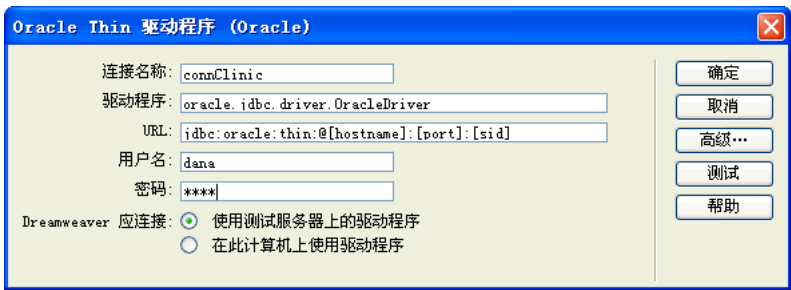 Oracle Thin 驱动程序 (Oracle)
连接名称: connClinic
确定
驱动程序: oracle.jdbc.driver.OracleDriver
取消
URL: jdbc:oracle:thin:@[hostname]:[port]:[sid]
高级…
用户名: dana
测试
密码: ****
帮助
Dreamweaver 应连接: 使用测试服务器上的驱动程序
在此计算机上使用驱动程序